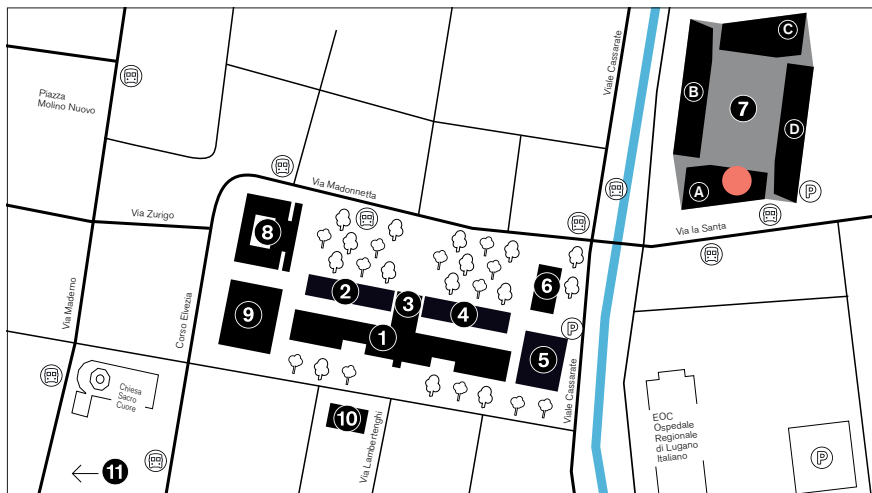 Piazza
Molino Nuovo
Viale Cassarate
C
B
7
D
A
P
Via Madonnetta
Via Zurigo
Via la Santa
8
2
3
4
6
9
1
5
P
Via Maderno
Corso Elvezia
Viale Cassarate
Chiesa
Sacro
Cuore
10
Via Lambertenghi
EOC
Ospedale
Regionale
di Lugano
Italiano
P
11